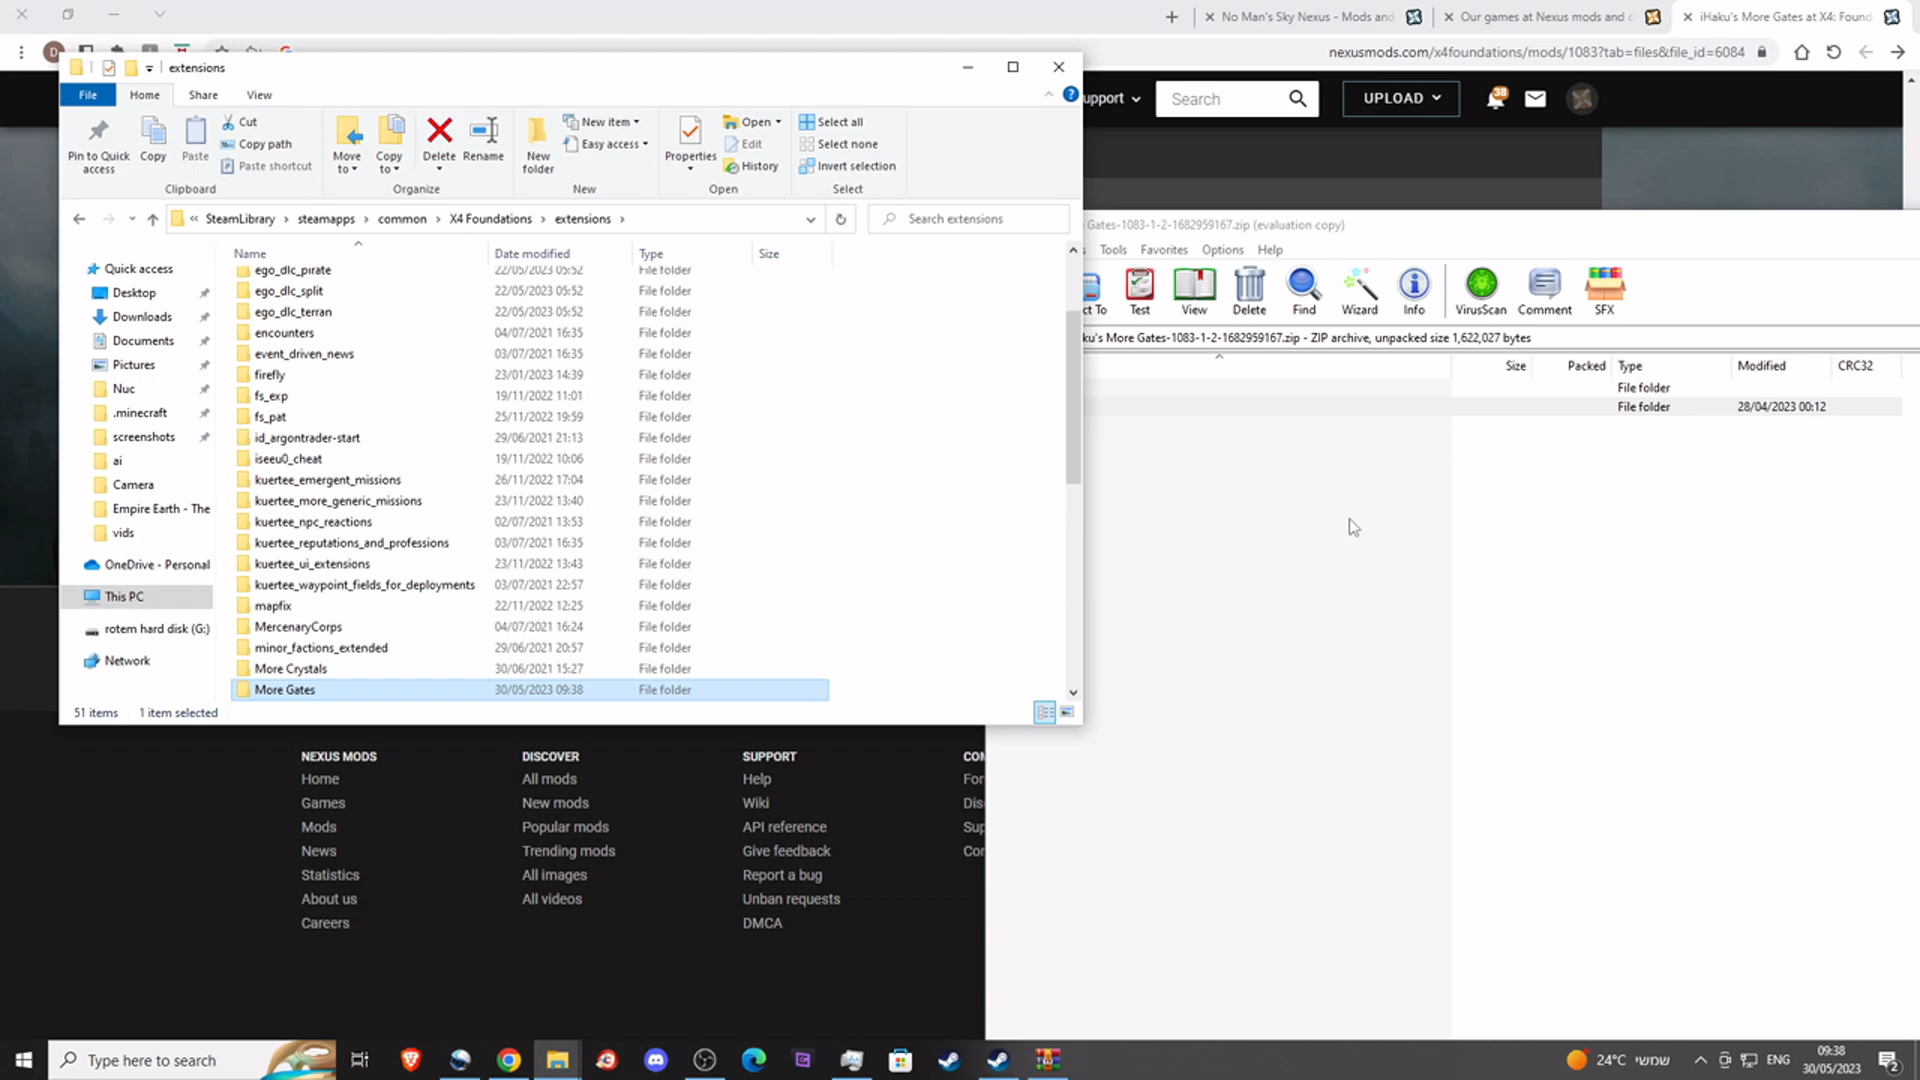 No Man's Sky Nexus - Mods and
Our games at Nexus mods and c
iHaku's More Gates at X4: Found
nexusmods.com/x4foundations/mods/1083?tab=files&file_id=6084
extensions
File
Home
Share
View
Pin to Quick access
Copy
Paste
Cut
Copy path
Paste shortcut
Clipboard
Move to
Copy to
Delete
Rename
Organize
New folder
New item
Easy access
New
Properties
Open
Edit
History
Open
Select all
Select none
Invert selection
Select
« SteamLibrary › steamapps › common › X4 Foundations › extensions ›
Search extensions
Name Date modified Type Size
Quick access
Desktop
Downloads
Documents
Pictures
Nuc
.minecraft
screenshots
ai
Camera
Empire Earth - The
vids
OneDrive - Personal
This PC
rotem hard disk (G:)
Network
ego_dlc_pirate 22/05/2023 05:52 File folder
ego_dlc_split 22/05/2023 05:52 File folder
ego_dlc_terran 22/05/2023 05:52 File folder
encounters 04/07/2021 16:35 File folder
event_driven_news 03/07/2021 16:35 File folder
firefly 23/01/2023 14:39 File folder
fs_exp 19/11/2022 11:01 File folder
fs_pat 25/11/2022 19:59 File folder
id_argontrader-start 29/06/2021 21:13 File folder
iseeu0_cheat 19/11/2022 10:06 File folder
kuertee_emergent_missions 26/11/2022 17:04 File folder
kuertee_more_generic_missions 23/11/2022 13:40 File folder
kuertee_npc_reactions 02/07/2021 13:53 File folder
kuertee_reputations_and_professions 03/07/2021 16:35 File folder
kuertee_ui_extensions 23/11/2022 13:43 File folder
kuertee_waypoint_fields_for_deployments 03/07/2021 22:57 File folder
mapfix 22/11/2022 12:25 File folder
MercenaryCorps 04/07/2021 16:24 File folder
minor_factions_extended 29/06/2021 20:57 File folder
More Crystals 30/06/2021 15:27 File folder
More Gates 30/05/2023 09:38 File folder
51 items 1 item selected
upport
Search
UPLOAD
38
Gates-1083-1-2-1682959167.zip (evaluation copy)
s Tools Favorites Options Help
ct To
Test
View
Delete
Find
Wizard
Info
VirusScan
Comment
SFX
ku's More Gates-1083-1-2-1682959167.zip - ZIP archive, unpacked size 1,622,027 bytes
Size Packed Type Modified CRC32
File folder
File folder 28/04/2023 00:12
NEXUS MODS
Home
Games
Mods
News
Statistics
About us
Careers
DISCOVER
All mods
New mods
Popular mods
Trending mods
All images
All videos
SUPPORT
Help
Wiki
API reference
Give feedback
Report a bug
Unban requests
DMCA
CON
For
Dis
Sup
Cor
Type here to search
24°C שמשי
ENG
09:38
30/05/2023
2